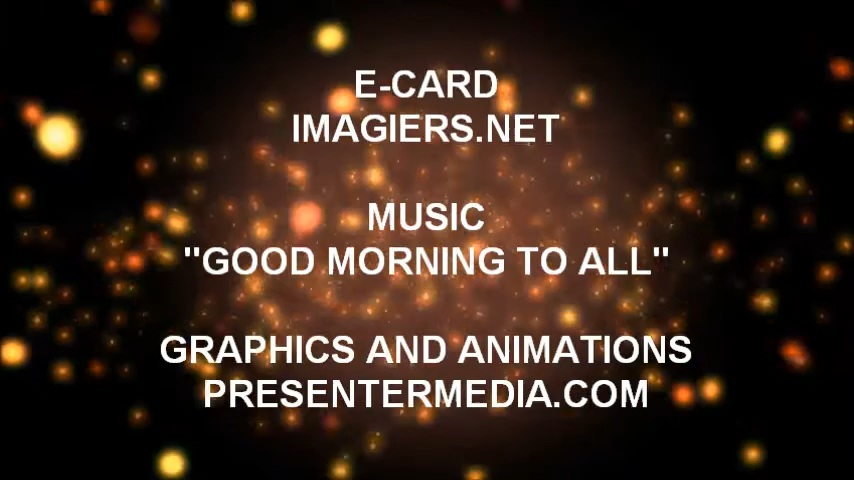 E-CARD
IMAGIERS.NET
MUSIC
"GOOD MORNING TO ALL"
GRAPHICS AND ANIMATIONS
PRESENTERMEDIA.COM